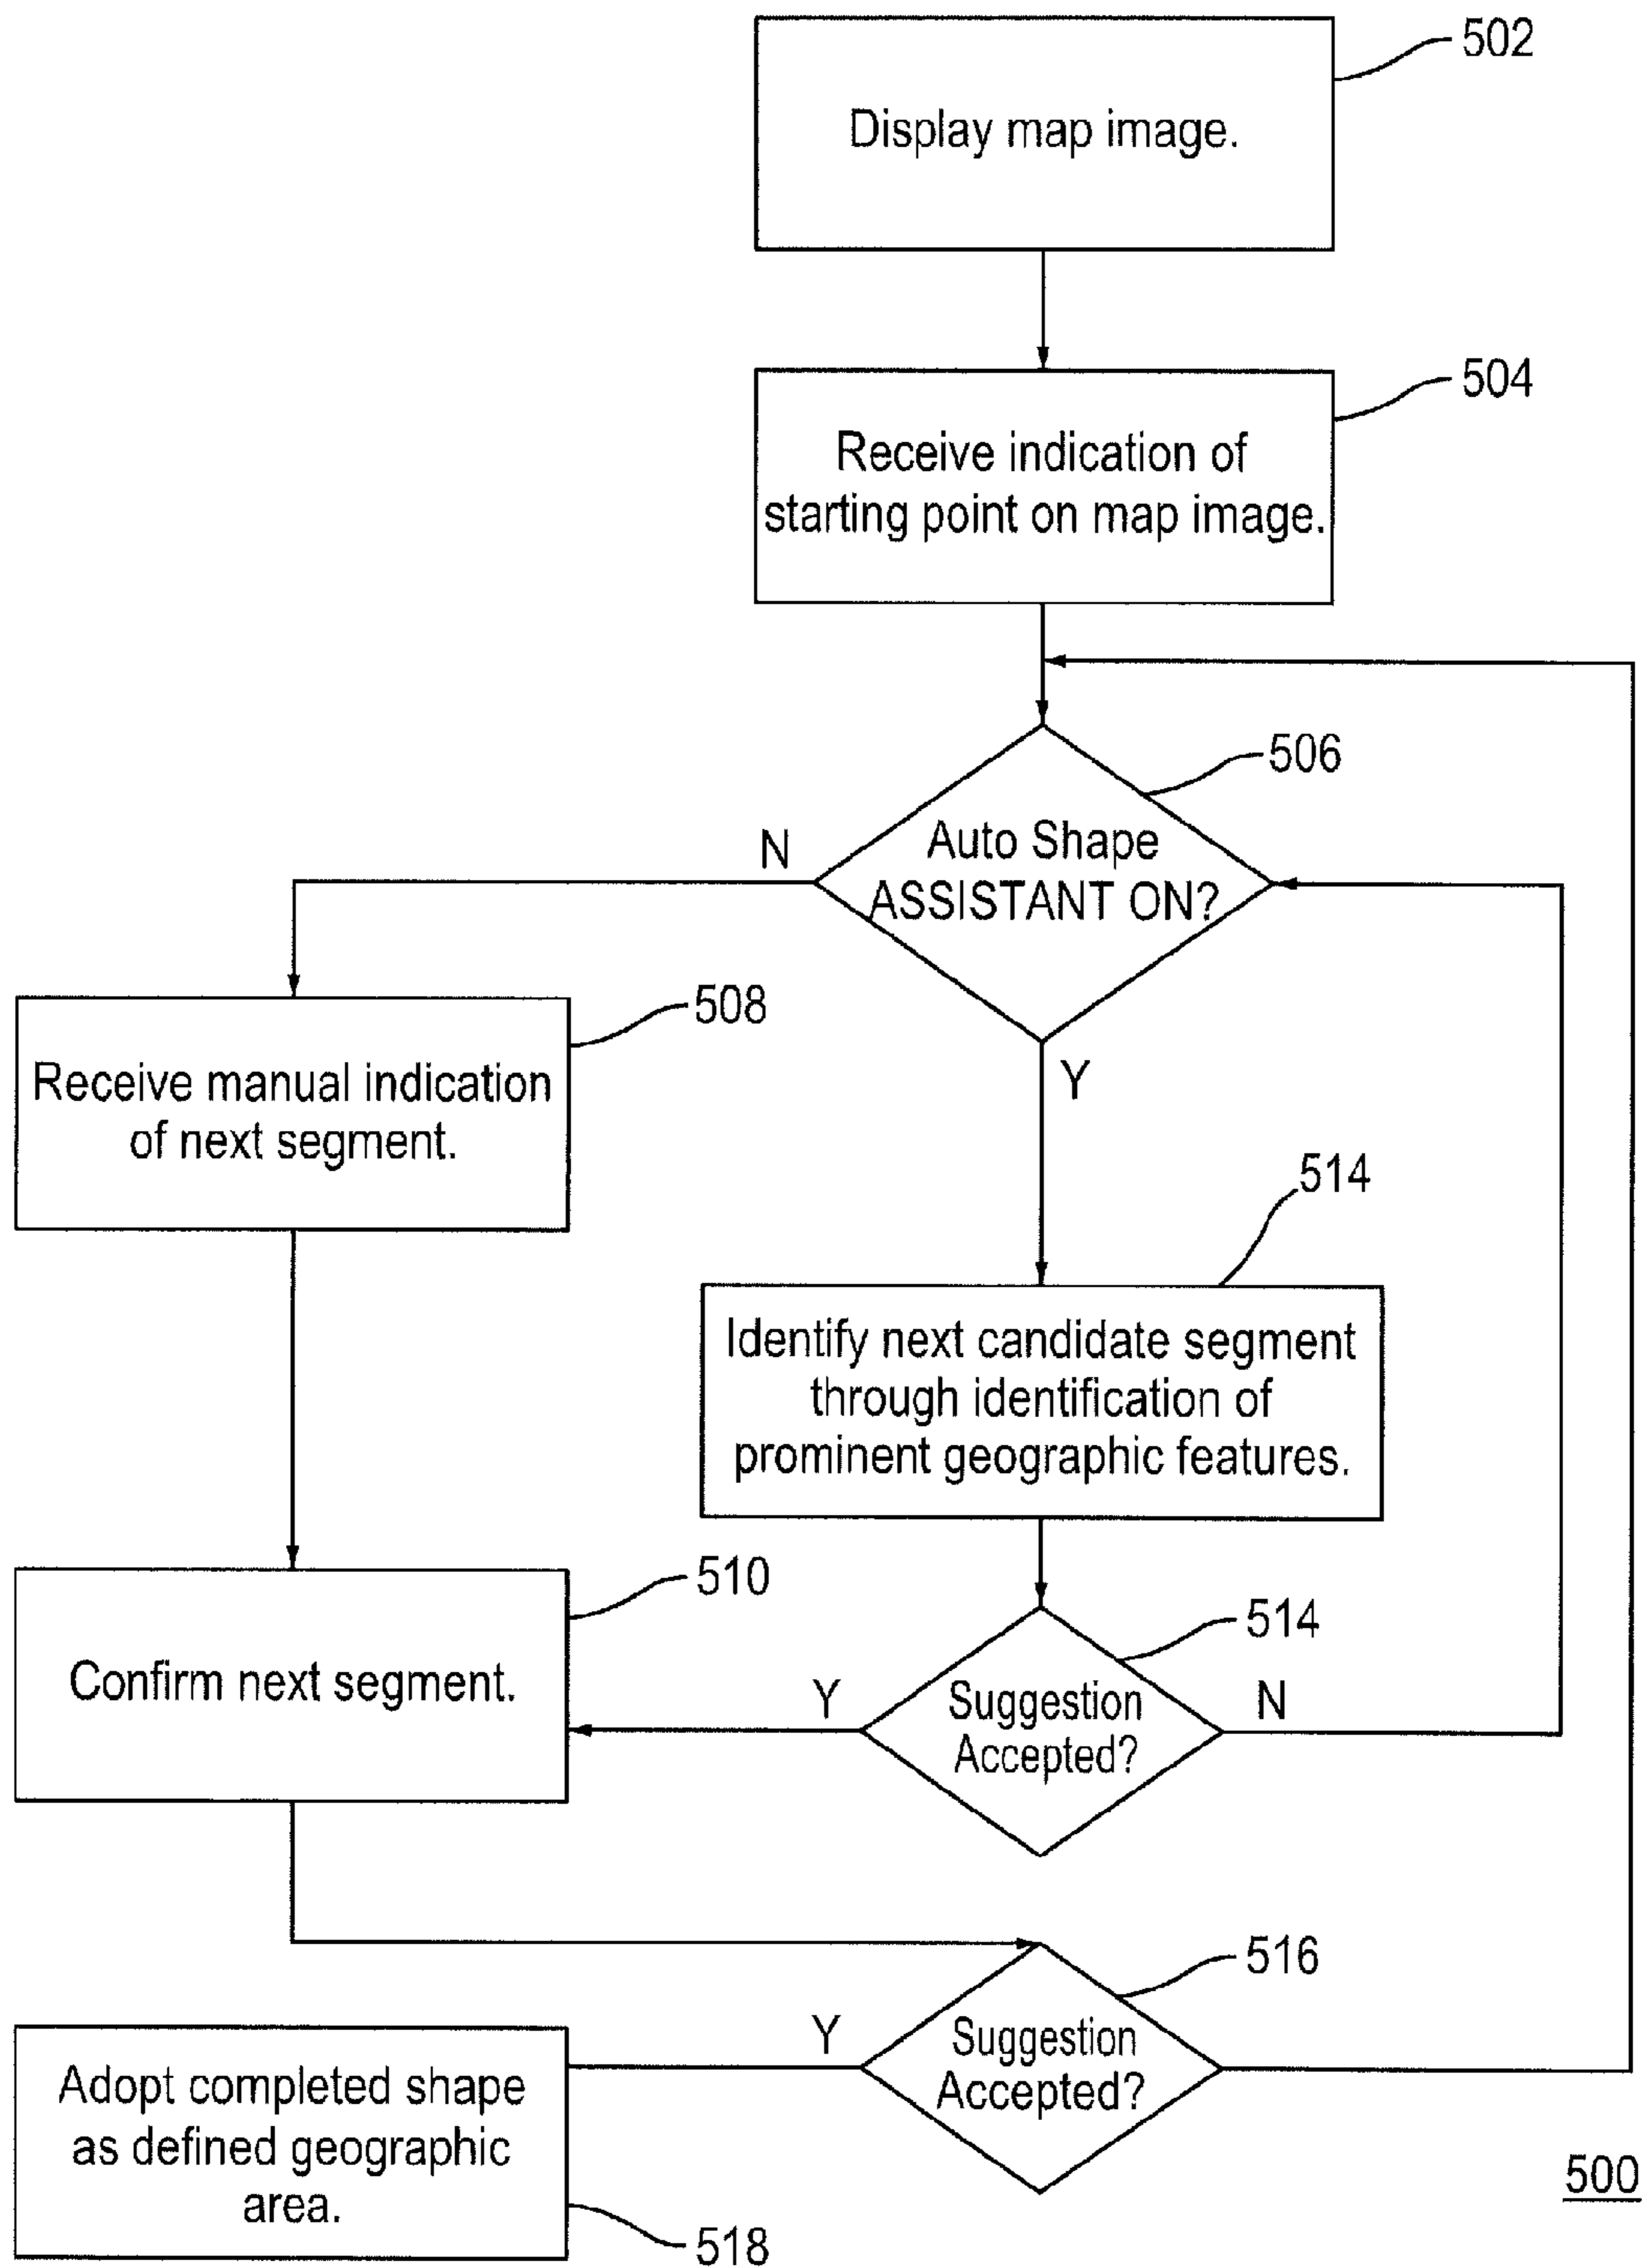 502
Display map image.
504
Receive indication of
starting point on map image.
506
Auto Shape
ASSISTANT ON?
N
Y
508
Receive manual indication
of next segment.
514
Identify next candidate segment
through identification of
prominent geographic features.
510
Confirm next segment.
514
Suggestion
Accepted?
Y
N
516
Suggestion
Accepted?
Y
Adopt completed shape
as defined geographic
area.
518
500